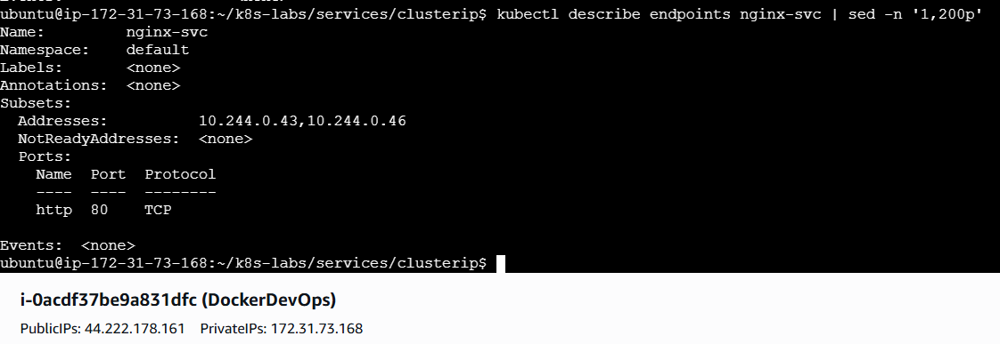 ubuntu@ip-172-31-73-168:~/k8s-labs/services/clusterip$ kubectl describe endpoints nginx-svc | sed -n '1,200p'
Name:         nginx-svc
Namespace:    default
Labels:       <none>
Annotations:  <none>
Subsets:
  Addresses:          10.244.0.43,10.244.0.46
  NotReadyAddresses:  <none>
  Ports:
    Name  Port  Protocol
    ----  ----  --------
    http  80    TCP

Events:  <none>
ubuntu@ip-172-31-73-168:~/k8s-labs/services/clusterip$
i-0acdf37be9a831dfc (DockerDevOps)
PublicIPs: 44.222.178.161    PrivateIPs: 172.31.73.168